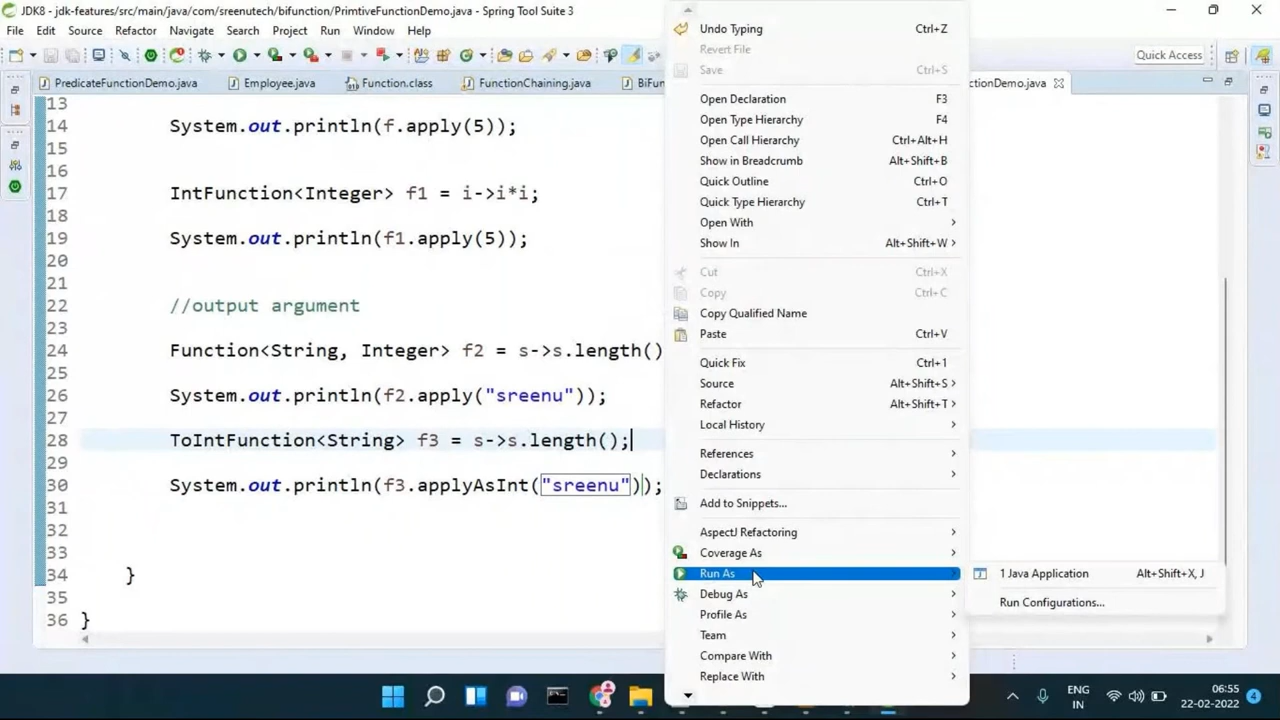 JDK8 - jdk-features/src/main/java/com/sreenutech/bifunction/PrimtiveFunctionDemo.java - Spring Tool Suite 3
File Edit Source Refactor Navigate Search Project Run Window Help
Quick Access
PredicateFunctionDemo.java Employee.java Function.class FunctionChaining.java BiFun ctionDemo.java
13
14 System.out.println(f.apply(5));
15
16
17 IntFunction<Integer> f1 = i->i*i;
18
19 System.out.println(f1.apply(5));
20
21
22 //output argument
23
24 Function<String, Integer> f2 = s->s.length()
25
26 System.out.println(f2.apply("sreenu"));
27
28 ToIntFunction<String> f3 = s->s.length();
29
30 System.out.println(f3.applyAsInt("sreenu"));
31
32
33
34 }
35
36 }
Undo Typing Ctrl+Z
Revert File
Save Ctrl+S
Open Declaration F3
Open Type Hierarchy F4
Open Call Hierarchy Ctrl+Alt+H
Show in Breadcrumb Alt+Shift+B
Quick Outline Ctrl+O
Quick Type Hierarchy Ctrl+T
Open With
Show In Alt+Shift+W
Cut Ctrl+X
Copy Ctrl+C
Copy Qualified Name
Paste Ctrl+V
Quick Fix Ctrl+1
Source Alt+Shift+S
Refactor Alt+Shift+T
Local History
References
Declarations
Add to Snippets...
AspectJ Refactoring
Coverage As
Run As
Debug As
Profile As
Team
Compare With
Replace With
1 Java Application Alt+Shift+X, J
Run Configurations...
ENG
IN
06:55
22-02-2022
4